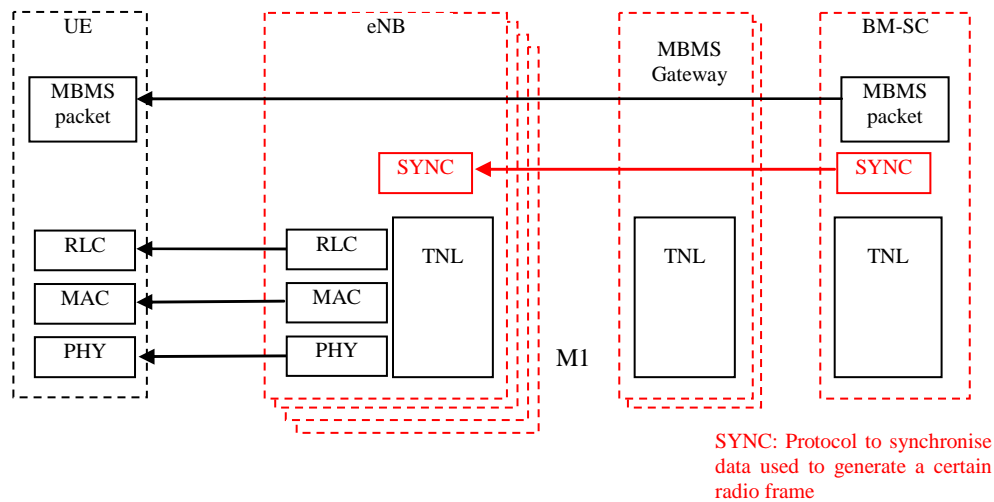 UE
eNB
MBMS
Gateway
BM-SC
MBMS
packet
MBMS
packet
SYNC
SYNC
RLC
RLC
TNL
TNL
TNL
MAC
MAC
PHY
PHY
M1
SYNC: Protocol to synchronise
data used to generate a certain
radio frame